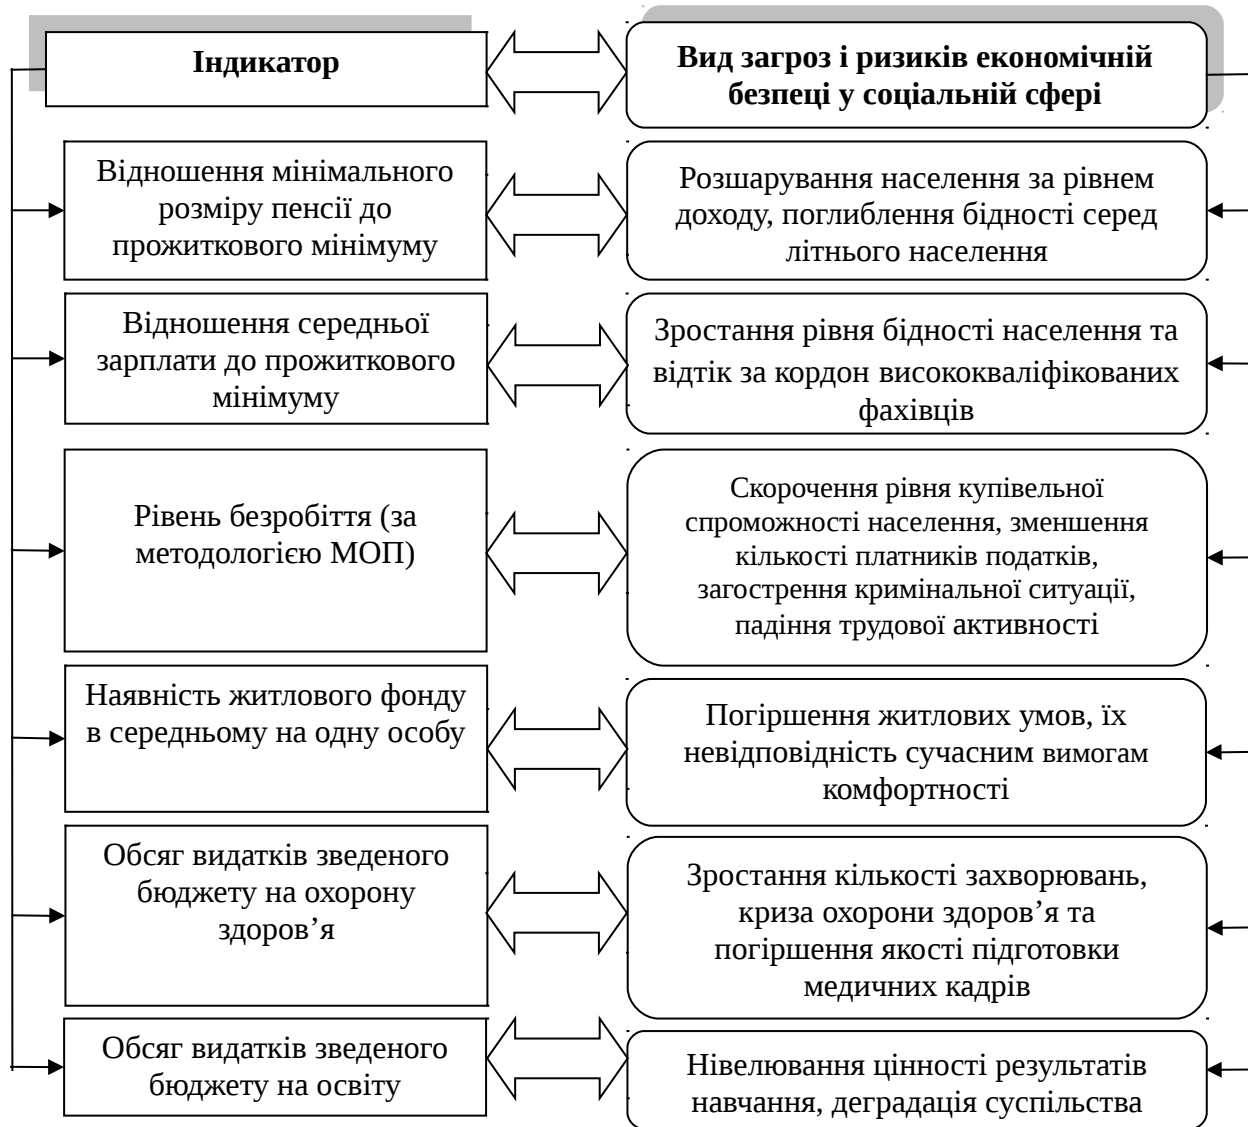 Індикатор
Вид загроз і ризиків економічній
безпеці у соціальній сфері
Відношення мінімального
розміру пенсії до
прожиткового мінімуму
Розшарування населення за рівнем
доходу, поглиблення бідності серед
літнього населення
Відношення середньої
зарплати до прожиткового
мінімуму
Зростання рівня бідності населення та
відтік за кордон висококваліфікованих
фахівців
Рівень безробіття (за
методологією МОП)
Скорочення рівня купівельної
спроможності населення, зменшення
кількості платників податків,
загострення кримінальної ситуації,
падіння трудової активності
Наявність житлового фонду
в середньому на одну особу
Погіршення житлових умов, їх
невідповідність сучасним вимогам
комфортності
Обсяг видатків зведеного
бюджету на охорону
здоров’я
Зростання кількості захворювань,
криза охорони здоров’я та
погіршення якості підготовки
медичних кадрів
Обсяг видатків зведеного
бюджету на освіту
Нівелювання цінності результатів
навчання, деградація суспільства